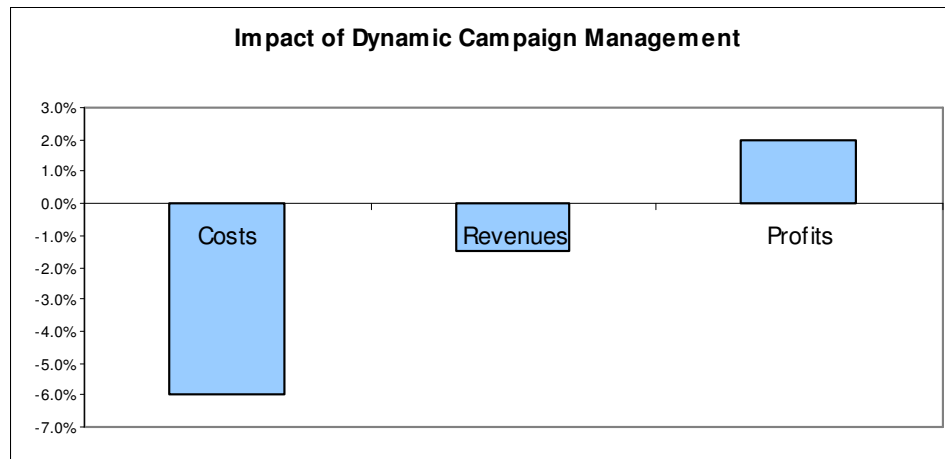 Impact of Dynamic Campaign Management
3.0%
2.0%
1.0%
0.0%
-1.0%
-2.0%
-3.0%
-4.0%
-5.0%
-6.0%
-7.0%
Costs
Revenues
Profits